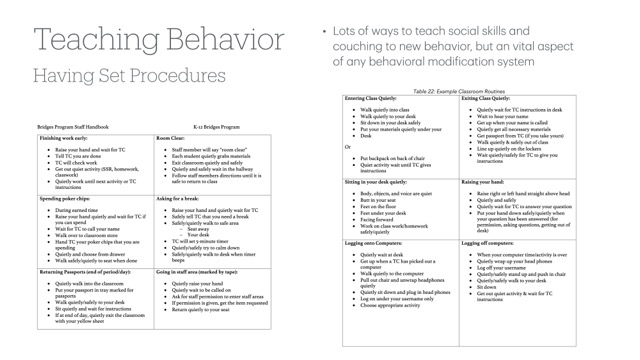 Teaching Behavior
Having Set Procedures
• Lots of ways to teach social skills and
couching to new behavior, but an vital aspect
of any behavioral modification system
Bridges Program Staff Handbook
K-12 Bridges Program
Finishing work early:
• Raise your hand and wait for TC
• Tell TC you are done
• TC will check work
• Get out quiet activity (SSR, homework,
classwork)
• Quietly work until next activity or TC
instructions
Room Clear:
• Staff member will say "room clear"
• Each student quietly grabs materials
• Exit classroom quietly and safely
• Quietly and safely wait in the hallway
• Follow staff members directions until it is
safe to return to class
Spending poker chips:
• During earned time
• Raise your hand quietly and wait for TC if
you can spend
• Wait for TC to call your name
• Walk over to classroom store
• Hand TC your poker chips that you are
spending
• Quietly and choose from drawer
• Walk safely/quietly to seat when done
Asking for a break:
• Raise your hand and quietly wait for TC
• Safely tell TC that you need a break
• Safely/quietly walk to safe area
– Seat away
– Your desk
• TC will set 5-minute timer
• Quietly/safely try to calm down
• Safely/quietly walk to desk when timer
beeps
Returning Passports (end of period/day):
• Quietly walk into the classroom
• Put your passport in tray marked for
passports
• Walk quietly/safely to your desk
• Sit quietly and wait for instructions
If at end of day, quietly exit the classroom
with your yellow sheet
Going in staff area (marked by tape):
• Quietly raise your hand
• Quietly wait to be called on
• Ask for staff permission to enter staff areas
• If permission is given, get the item requested
• Return quietly to your seat
Table 22: Example Classroom Routines
Entering Class Quietly:
• Walk quietly into class
• Walk quietly to your desk
• Sit down in your desk safely
• Put your materials quietly under your
• Desk
Or
• Put backpack on back of chair
• Quiet activity wait until TC gives
instructions
Exiting Class Quietly:
• Quietly wait for TC instructions in desk
• Wait to hear your name
• Get up when your name is called
• Quietly get all necessary materials
• Get passport from TC (if you take yours)
• Walk quietly & safely out of class
• Line up quietly on the lockers
• Wait quietly/safely for TC to give you
instructions
Sitting in your desk quietly:
• Body, objects, and voice are quiet
• Butt in your seat
• Feet on the floor
• Feet under your desk
• Facing forward
• Work on class work/homework
safely/quietly
Raising your hand:
• Raise right or left hand straight above head
• Quietly and safely
• Quietly wait for TC to call on you
• Quietly wait for TC to answer your question
• Put your hand down safely/quietly when
your question has been answered (for
permission, asking questions, getting out of
desk)
Logging onto Computers:
• Quietly wait at desk
• Get up when a TC has picked out a
computer
• Walk quietly to the computer
• Pull out chair and unwrap headphones
quietly
• Quietly sit down and plug in head phones
• Log on under your username only
• Choose appropriate activity
Logging off computers:
• When your computer time/activity is over
• Quietly wrap up your head phones
• Log off your username
• Quietly/safely stand up and push in chair
• Quietly/safely walk to your desk
• Sit down
• Get out quiet activity & wait for TC
instructions